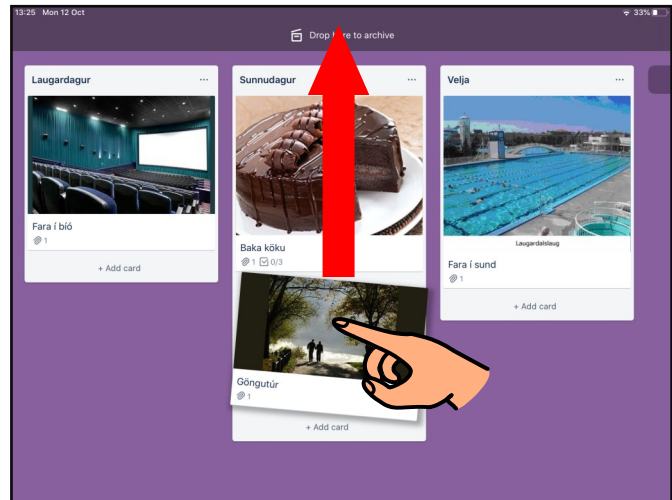 13:25 Mon 12 Oct
33%
Drop here to archive
Laugardagur ...
Fara í bíó
1
+ Add card
Sunnudagur ...
Baka köku
1 0/3
Göngutúr
1
+ Add card
Velja ...
Laugardalslaug
Fara í sund
1
+ Add card